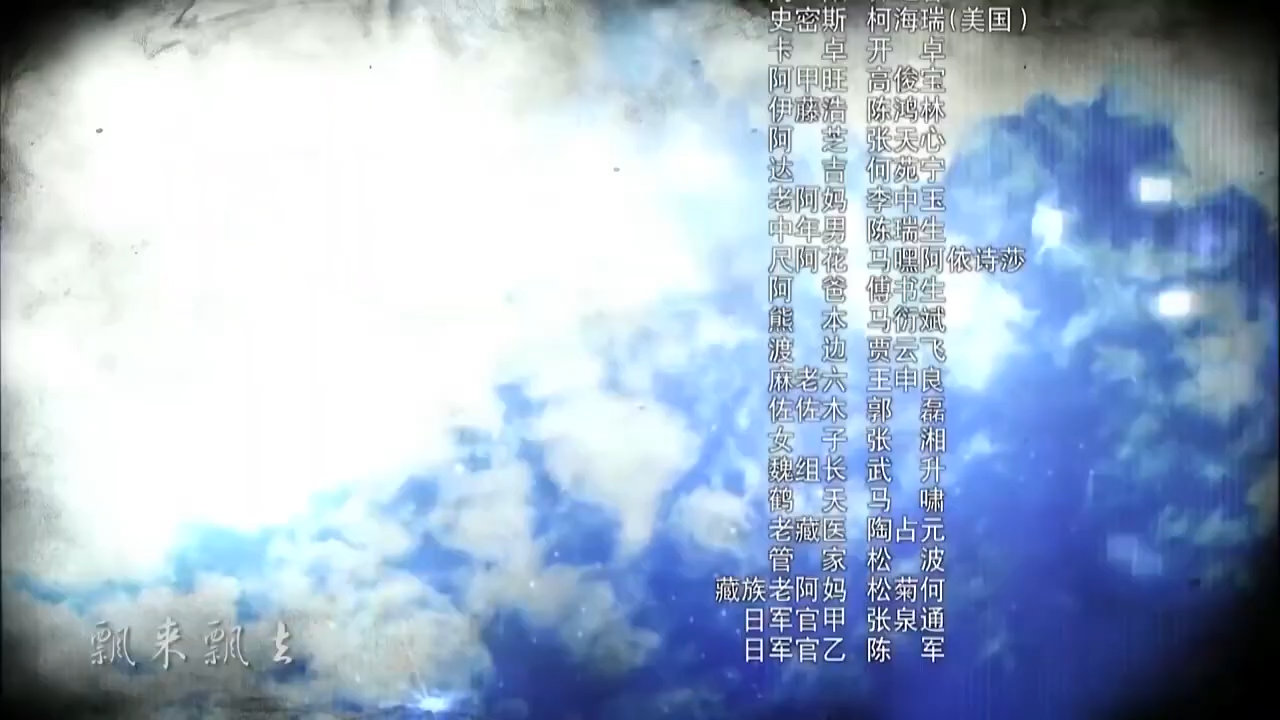 史密斯 柯海瑞(美国)
卡卓 开卓
阿甲旺 高俊宝
伊藤浩 陈鸿林
阿芝 张天心
达吉 何苑宁
老阿妈 李中玉
中年男 陈瑞生
尺阿花 马嘿阿依诗莎
阿爸 傅书生
熊本 马衍斌
渡边 贾云飞
麻老六 王申良
佐佐木 郭磊
女子 张湘
魏组长 武升
鹤天 马啸
老藏医 陶占元
管家 松波
藏族老阿妈 松菊何
日军官甲 张泉通
日军官乙 陈军
飘来飘去